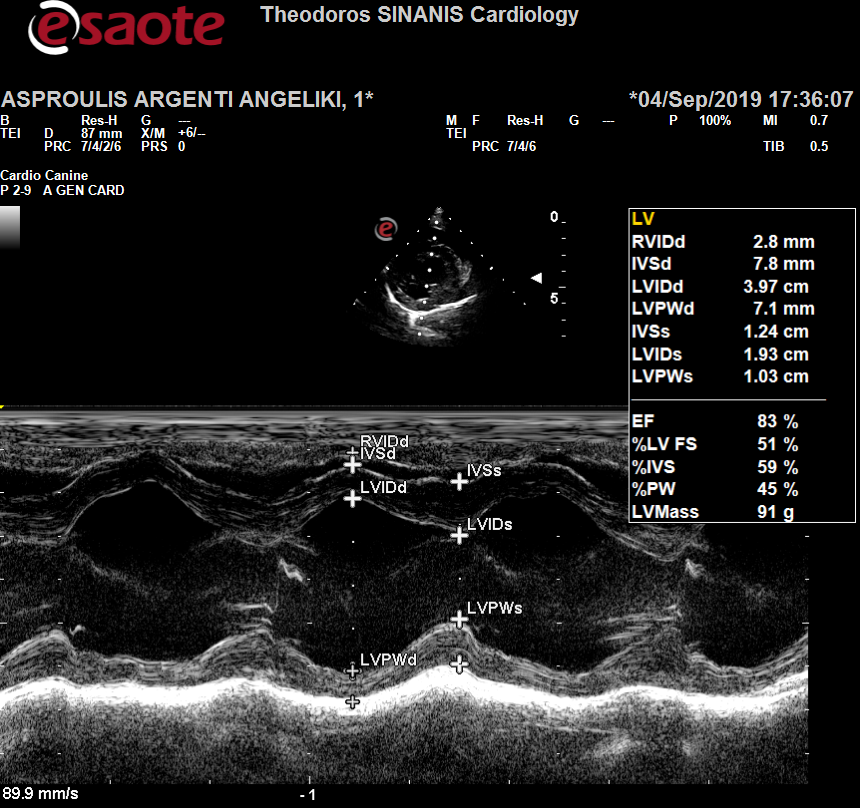 esaote
Theodoros SINANIS Cardiology
ASPROULIS ARGENTI ANGELIKI, 1* *04/Sep/2019 17:36:07
B Res-H G --- M F Res-H G --- P 100% MI 0.7
TEI D 87 mm X/M +6/-- TEI
PRC 7/4/2/6 PRS 0 PRC 7/4/6 TIB 0.5
Cardio Canine
P 2-9 A GEN CARD
e
0
5
LV
RVIDd 2.8 mm
IVSd 7.8 mm
LVIDd 3.97 cm
LVPWd 7.1 mm
IVSs 1.24 cm
LVIDs 1.93 cm
LVPWs 1.03 cm
EF 83 %
%LV FS 51 %
%IVS 59 %
%PW 45 %
LVMass 91 g
RVIDd
IVSd
IVSs
LVIDd
LVIDs
LVPWs
LVPWd
89.9 mm/s -1